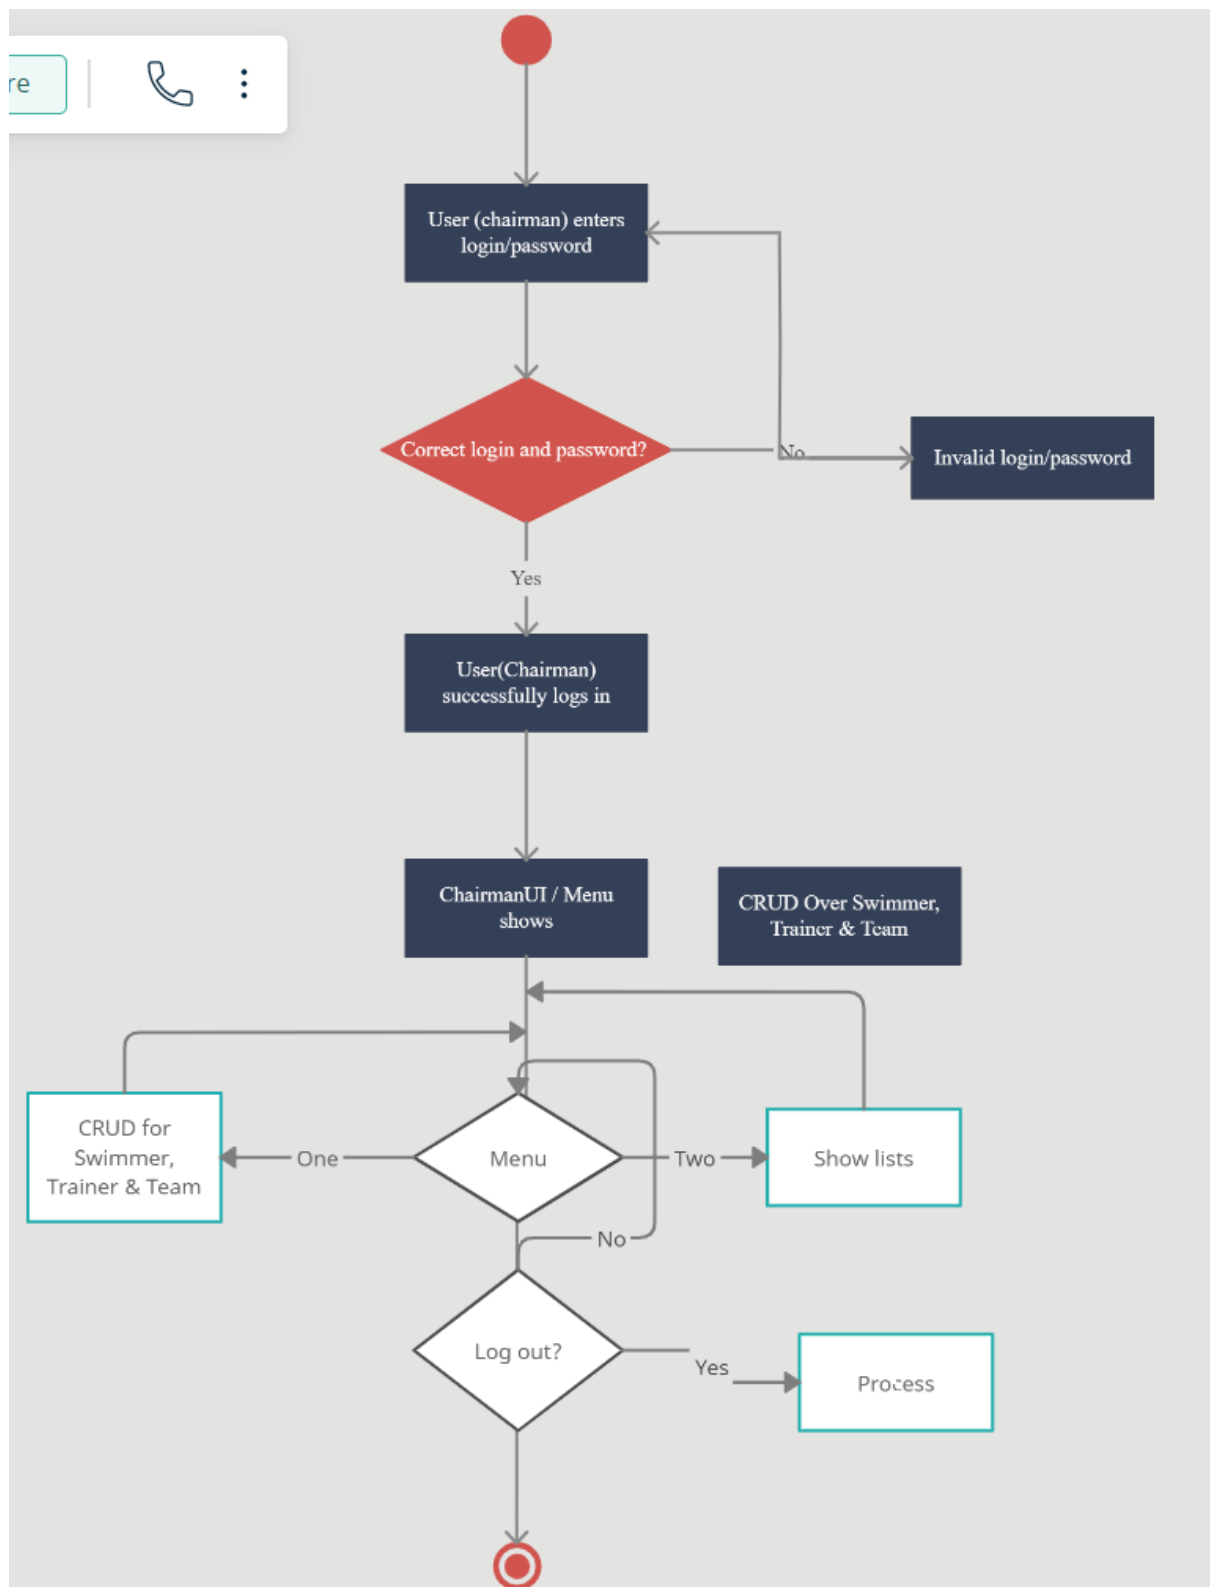 re
User (chairman) enters
login/password
Correct login and password?
No
Invalid login/password
Yes
User(Chairman)
successfully logs in
ChairmanUI / Menu
shows
CRUD Over Swimmer,
Trainer & Team
CRUD for
Swimmer,
Trainer & Team
One
Menu
Two
Show lists
No
Log out?
Yes
Process